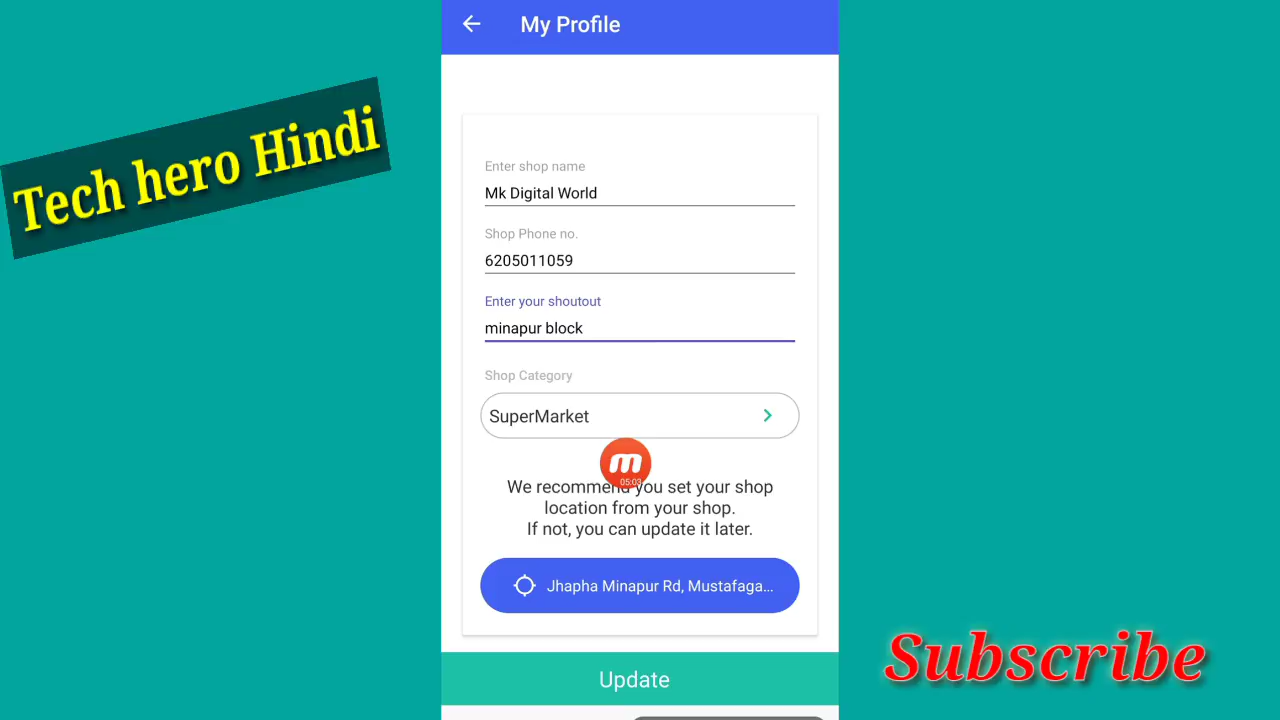 My Profile
Tech hero Hindi
Enter shop name
Mk Digital World
Shop Phone no.
6205011059
Enter your shoutout
minapur block
Shop Category
SuperMarket
m
05:03
We recommend you set your shop
location from your shop.
If not, you can update it later.
Jhapha Minapur Rd, Mustafaga...
Update
Subscribe